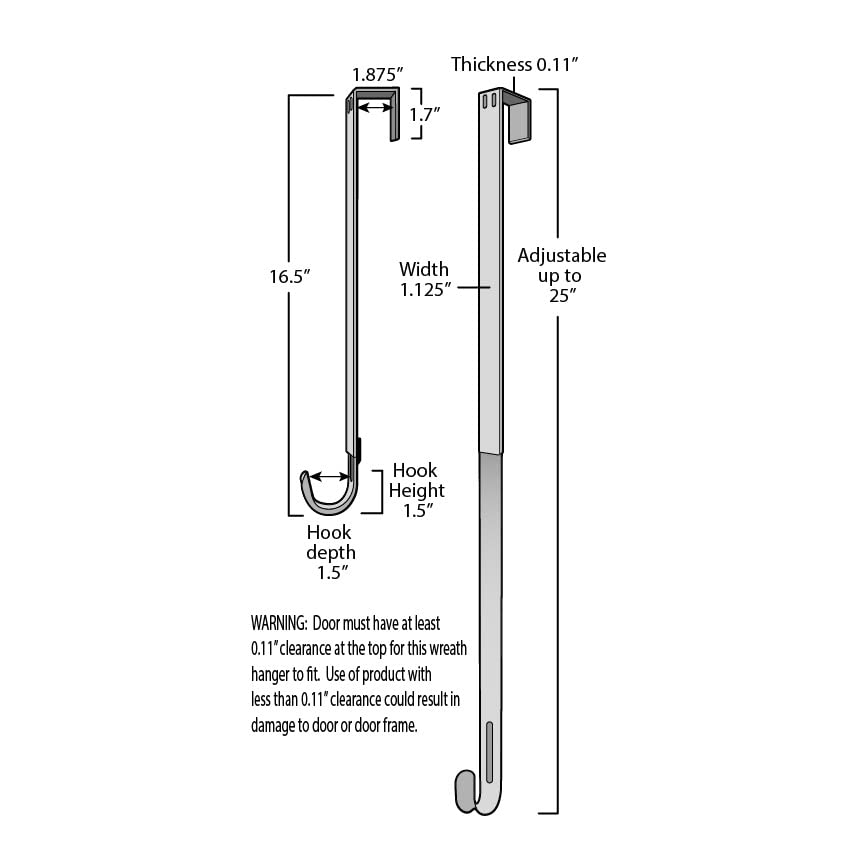 Thickness 0.11”
1.875”
1.7”
16.5”
Width
1.125”
Adjustable
up to
25”
Hook
Height
1.5”
Hook
depth
1.5”
WARNING: Door must have at least
0.11” clearance at the top for this wreath
hanger to fit. Use of product with
less than 0.11” clearance could result in
damage to door or door frame.